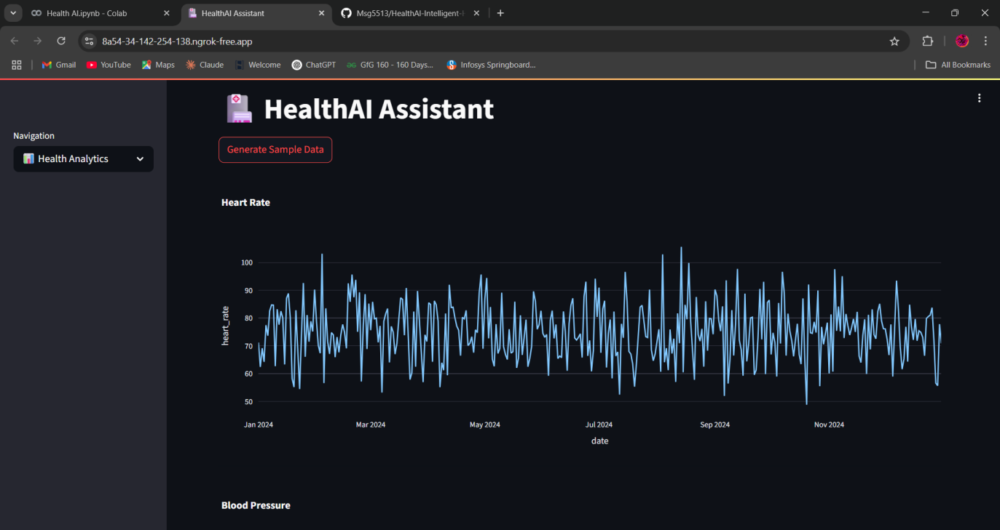 Health AI.ipynb - Colab
HealthAI Assistant
Msg5513/HealthAI-Intelligent-H
8a54-34-142-254-138.ngrok-free.app
Gmail
YouTube
Maps
Claude
Welcome
ChatGPT
GfG 160 - 160 Days...
Infosys Springboard...
All Bookmarks
Navigation
Health Analytics
HealthAI Assistant
Generate Sample Data
Heart Rate
heart_rate
100
90
80
70
60
50
Jan 2024
Mar 2024
May 2024
Jul 2024
Sep 2024
Nov 2024
date
Blood Pressure